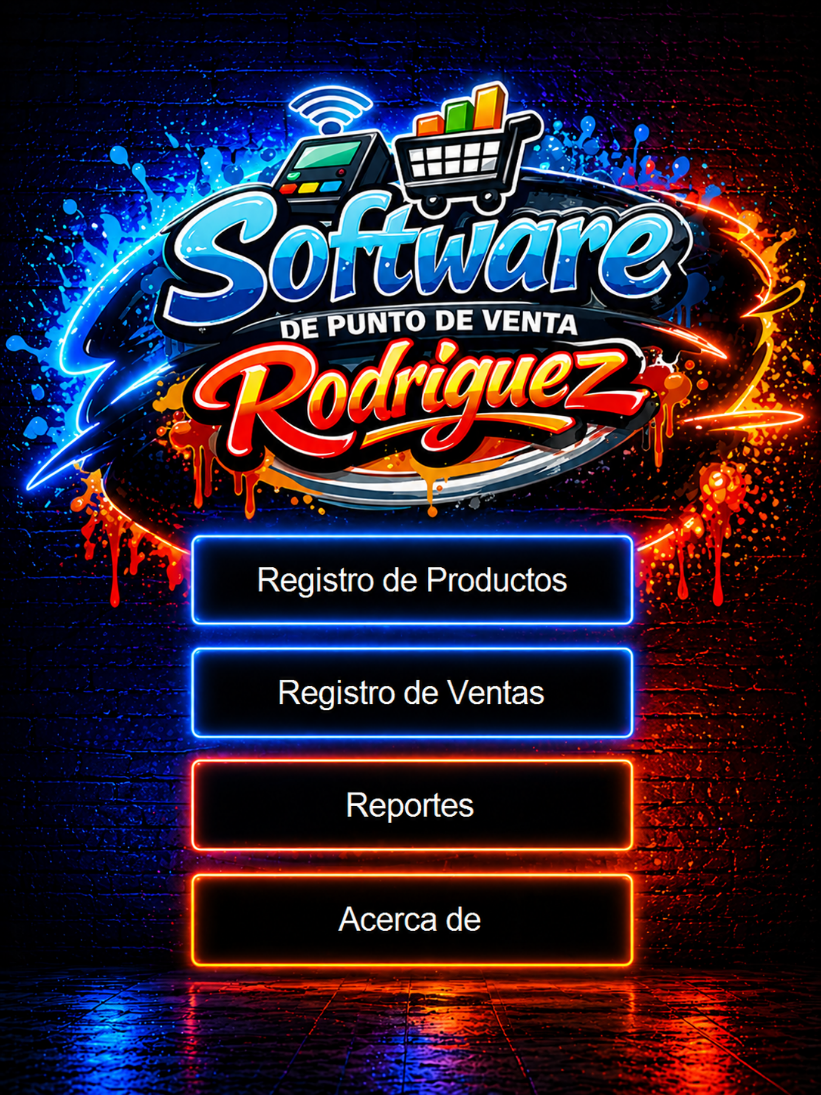 Software
DE PUNTO DE VENTA
Rodriguez
Registro de Productos
Registro de Ventas
Reportes
Acerca de